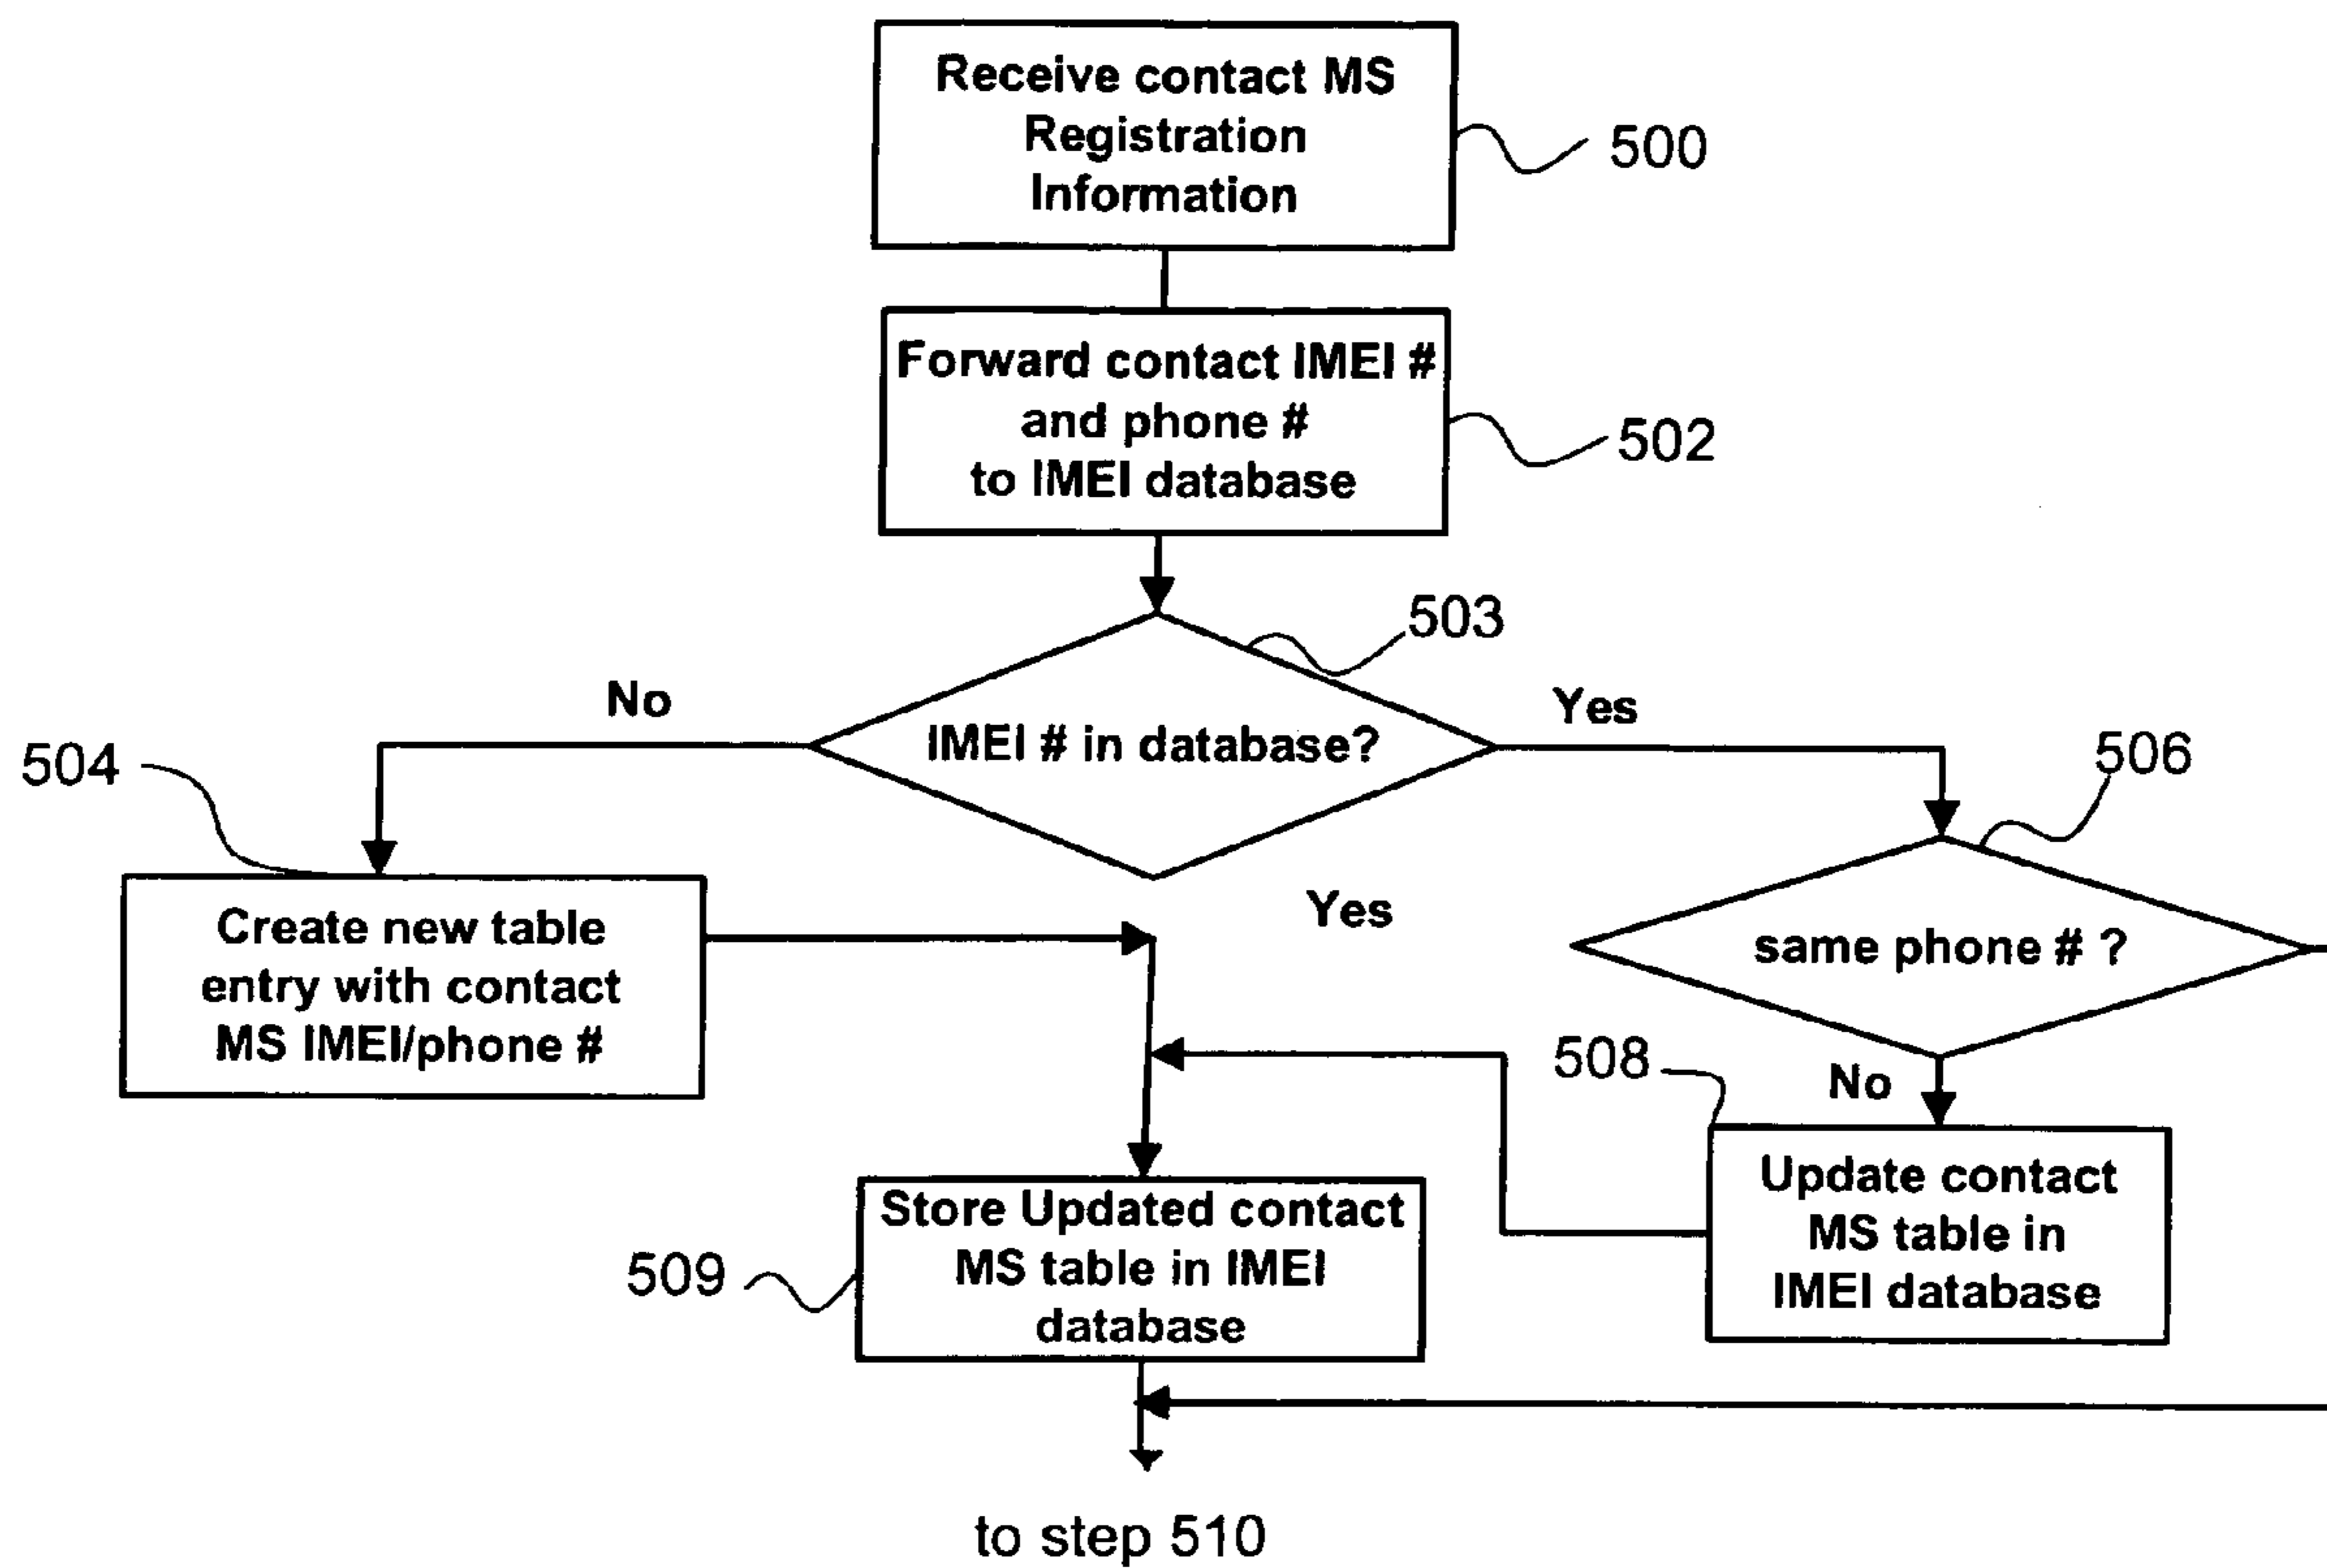 Receive contact MS
Registration
Information
500
Forward contact IMEI #
and phone #
to IMEI database
502
503
No
IMEI # in database?
Yes
504
506
Create new table
entry with contact
MS IMEI/phone #
Yes
same phone # ?
508
No
Store Updated contact
MS table in IMEI
database
509
Update contact
MS table in
IMEI database
to step 510